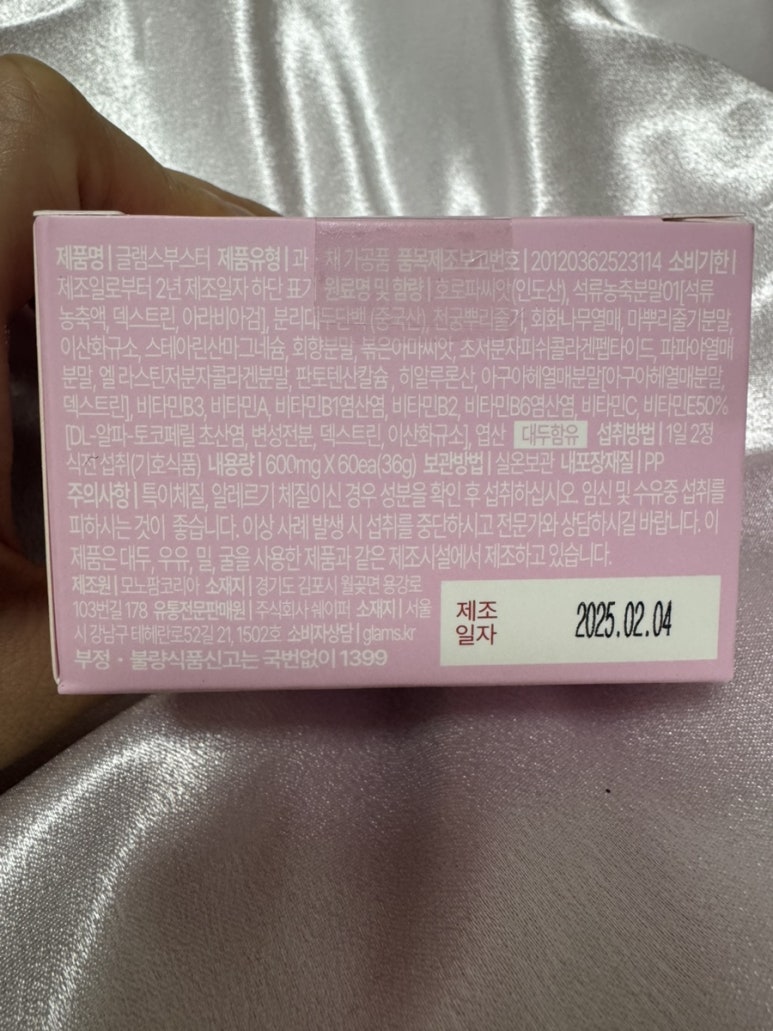 제품명 | 글램스부스터 제품유형 | 과채가공품 품목제조보고번호 | 20120362523114 소비기한 |
제조일로부터 2년 제조일자 하단 표기 원료명 및 함량 | 호로파씨앗(인도산), 석류농축분말01[석류
농축액, 덱스트린, 아라비아검], 분리대두단백(중국산), 천궁뿌리줄기, 회화나무열매, 마뿌리줄기분말,
이산화규소, 스테아린산마그네슘, 회향분말, 볶은아마씨앗, 초저분자피쉬콜라겐펩타이드, 파파야열매
분말, 엘라스틴저분자콜라겐분말, 판토텐산칼슘, 히알루론산, 아구아헤열매분말[아구아헤열매분말,
덱스트린], 비타민B3, 비타민A, 비타민B1염산염, 비타민B2, 비타민B6염산염, 비타민C, 비타민E50%
[DL-알파-토코페릴 초산염, 변성전분, 덱스트린, 이산화규소], 엽산 대두함유 섭취방법 | 1일 2정
식전 섭취(기호식품) 내용량 | 600mg X 60ea(36g) 보관방법 | 실온보관 내포장재질 | PP
주의사항 | 특이체질, 알레르기 체질이신 경우 성분을 확인 후 섭취하십시오. 임신 및 수유중 섭취를
피하시는 것이 좋습니다. 이상 사례 발생 시 섭취를 중단하시고 전문가와 상담하시길 바랍니다. 이
제품은 대두, 우유, 밀, 굴을 사용한 제품과 같은 제조시설에서 제조하고 있습니다.
제조원 | 모노팜코리아 소재지 | 경기도 김포시 월곶면 용강로
103번길 178 유통전문판매원 | 주식회사 쉐이퍼 소재지 | 서울
시 강남구 테헤란로52길 21, 1502호 소비자상담 | glams.kr
부정·불량식품신고는 국번없이 1399
제조
일자
2025.02.04